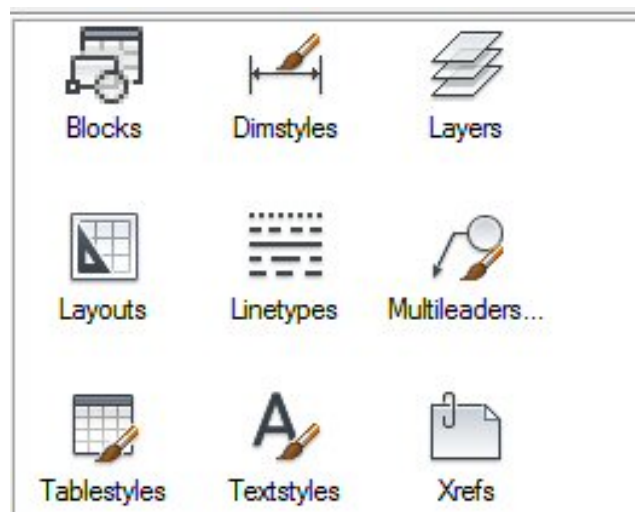 Blocks Dimstyles Layers
Layouts Linetypes Multileaders...
Tablestyles Textstyles Xrefs